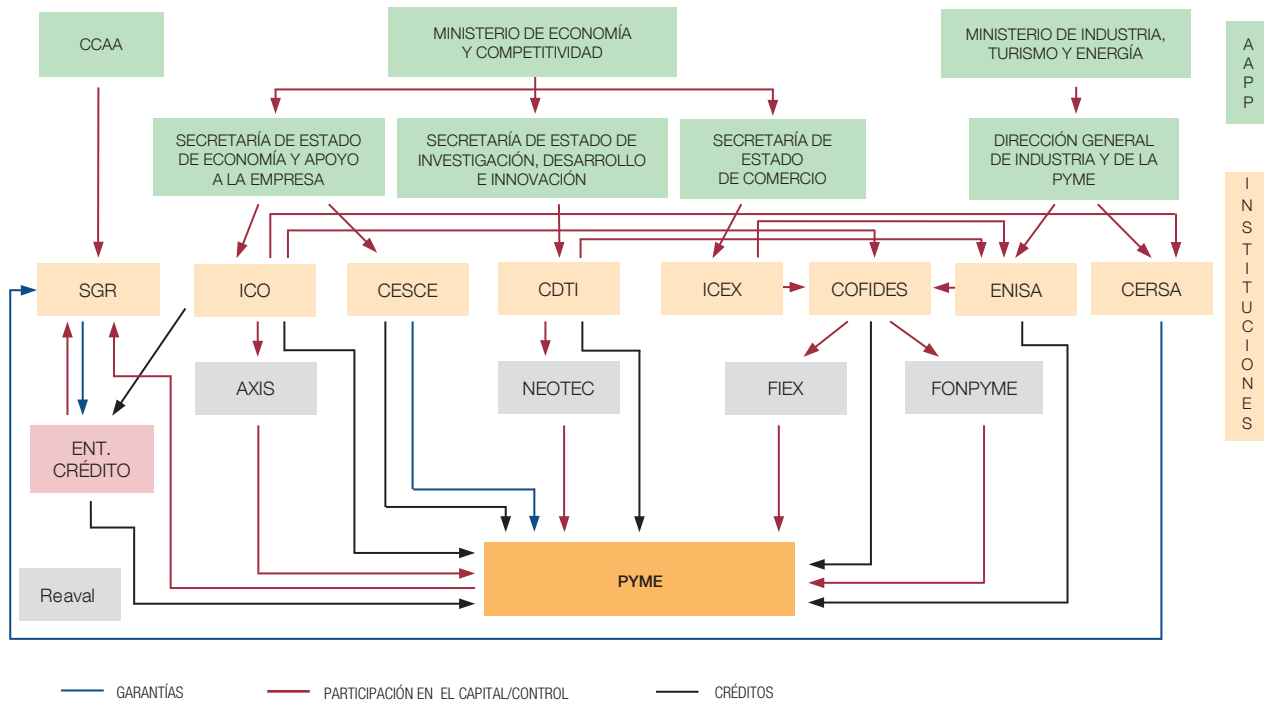 CCAA
MINISTERIO DE ECONOMÍA
Y COMPETITIVIDAD
MINISTERIO DE INDUSTRIA,
TURISMO Y ENERGÍA
A
A
P
P
SECRETARÍA DE ESTADO
DE ECONOMÍA Y APOYO
A LA EMPRESA
SECRETARÍA DE ESTADO DE
INVESTIGACIÓN, DESARROLLO
E INNOVACIÓN
SECRETARÍA DE
ESTADO
DE COMERCIO
DIRECCIÓN GENERAL
DE INDUSTRIA Y DE LA
PYME
I
N
S
T
I
T
U
C
I
O
N
E
S
SGR
ICO
CESCE
CDTI
ICEX
COFIDES
ENISA
CERSA
AXIS
NEOTEC
FIEX
FONPYME
ENT.
CRÉDITO
PYME
Reaval
GARANTÍAS
PARTICIPACIÓN EN EL CAPITAL/CONTROL
CRÉDITOS